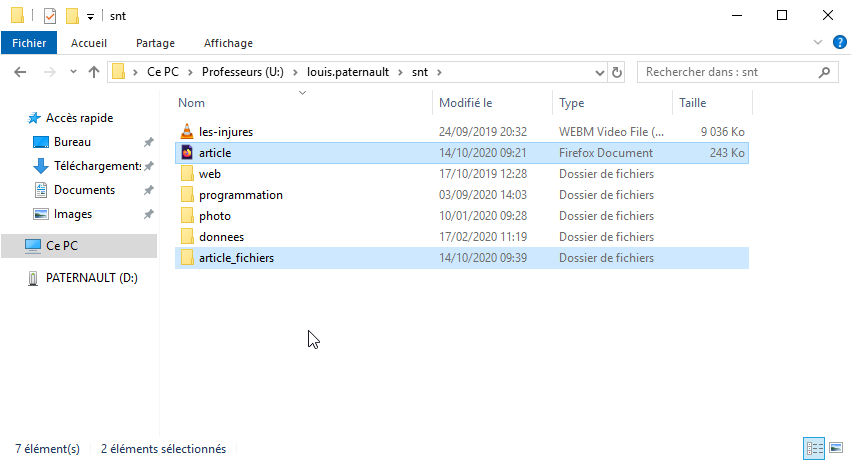 snt
Fichier Accueil Partage Affichage
Ce PC Professeurs (U:) louis.paternault snt
Rechercher dans : snt
Nom Modifié le Type Taille
Accès rapide
Bureau
Téléchargements
Documents
Images
Ce PC
PATERNAULT (D:)
les-injures 24/09/2019 20:32 WEBM Video File (... 9 036 Ko
article 14/10/2020 09:21 Firefox Document 243 Ko
web 17/10/2019 12:28 Dossier de fichiers
programmation 03/09/2020 14:03 Dossier de fichiers
photo 10/01/2020 09:28 Dossier de fichiers
donnees 17/02/2020 11:19 Dossier de fichiers
article_fichiers 14/10/2020 09:39 Dossier de fichiers
7 élément(s) 2 éléments sélectionnés